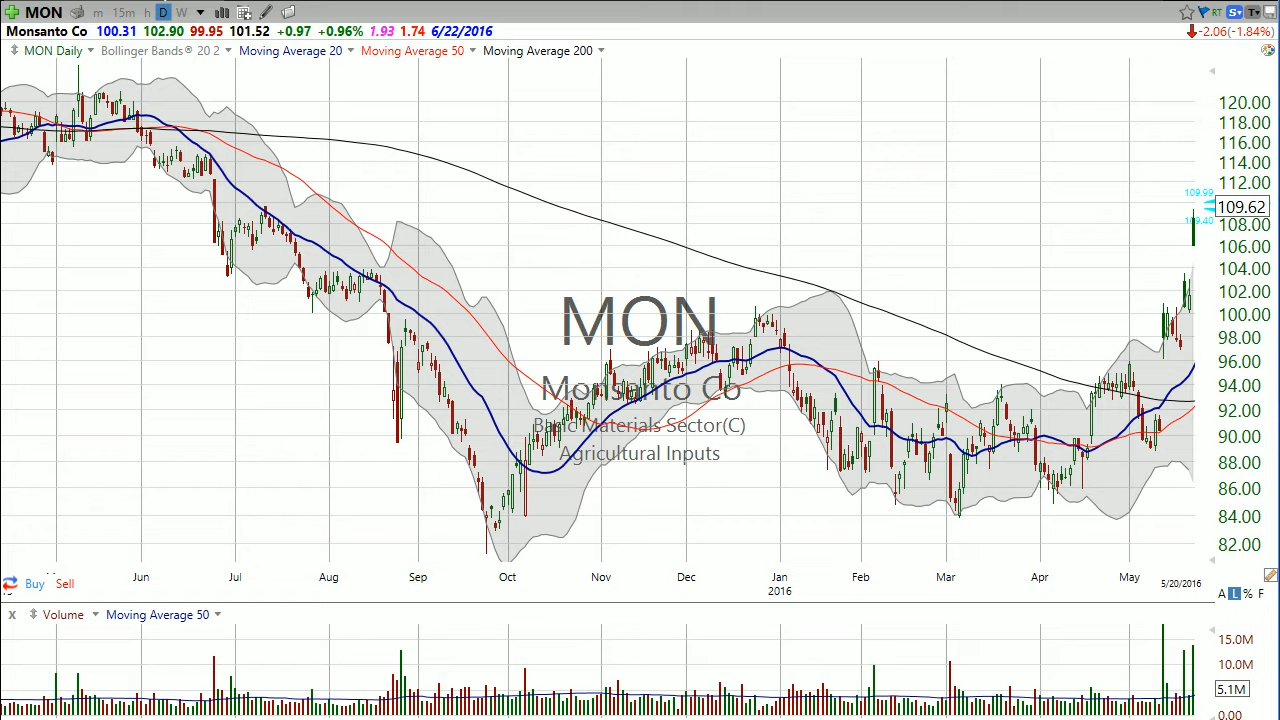 MON m 15m h D W RT S T
Monsanto Co 100.31 102.90 99.95 101.52 +0.97 +0.96% 1.93 1.74 6/22/2016 -2.06(-1.84%)
MON Daily Bollinger Bands® 20 2 Moving Average 20 Moving Average 50 Moving Average 200
120.00
118.00
116.00
114.00
112.00
109.99
109.62
109.40
108.00
106.00
104.00
102.00
100.00
98.00
96.00
94.00
92.00
90.00
88.00
86.00
84.00
82.00
MON
Monsanto Co
Basic Materials Sector(C)
Agricultural Inputs
Jun Jul Aug Sep Oct Nov Dec Jan Feb Mar Apr May 5/20/2016
2016
Buy Sell
A L % F
x Volume Moving Average 50
15.0M
10.0M
5.1M
0.00